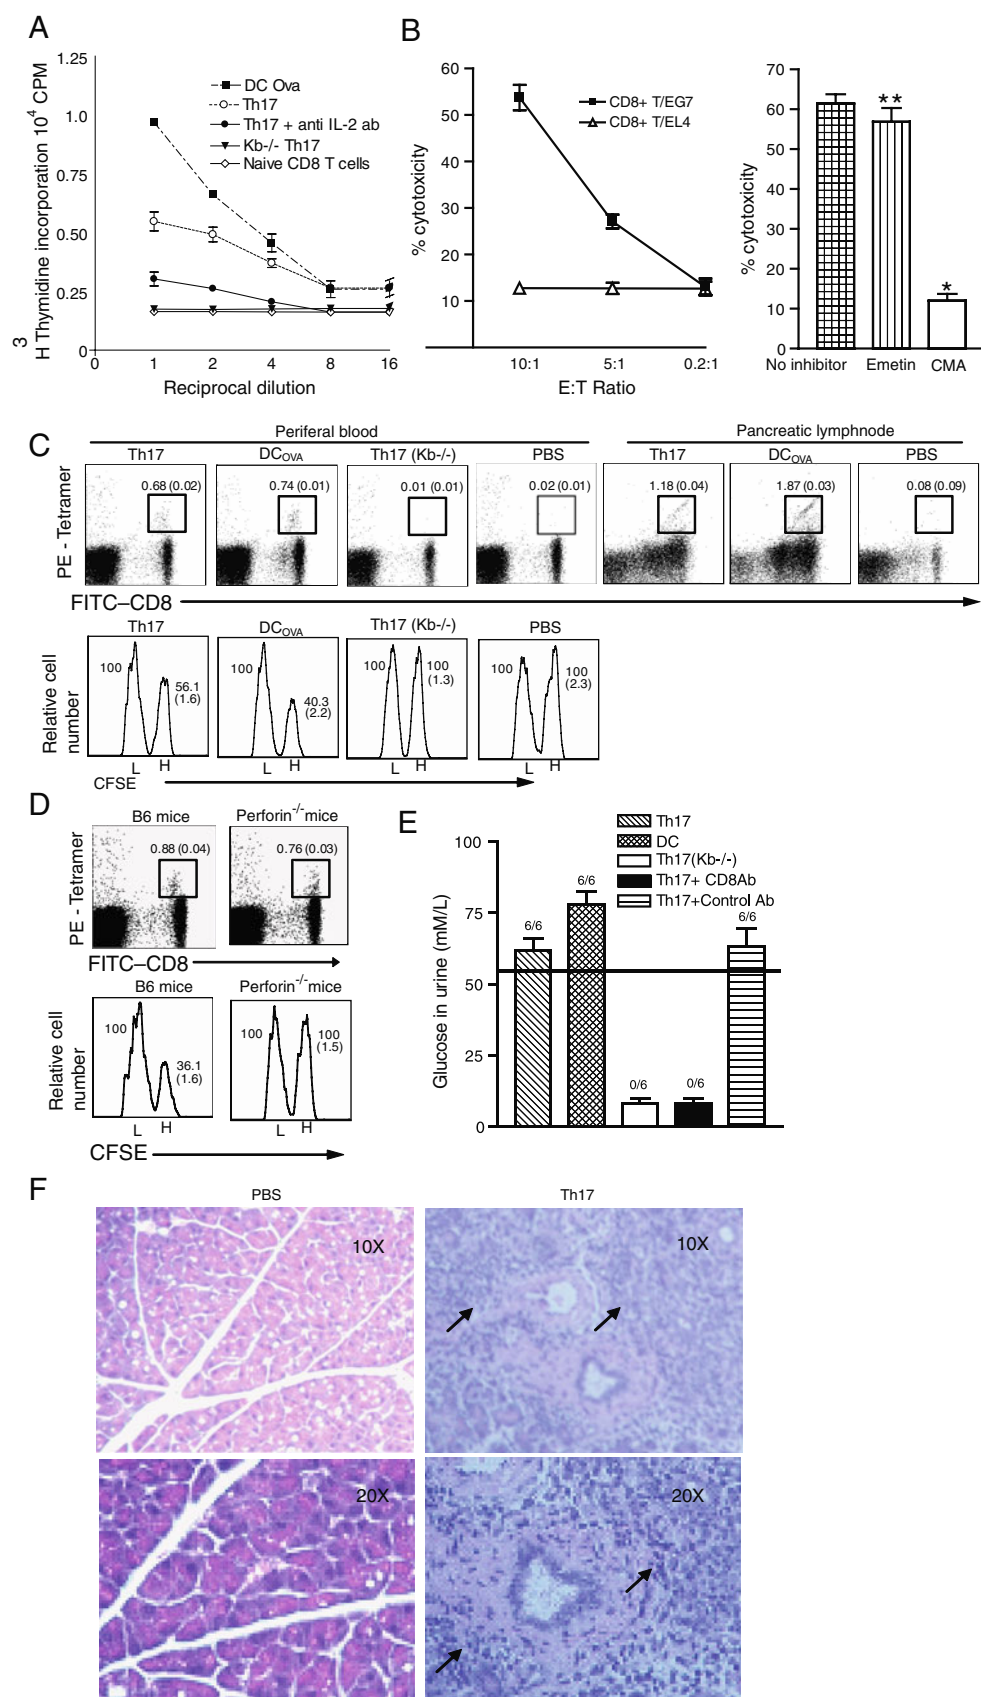 A
1.25
1.0
0.75
0.50
0.25
0
3
H Thymidine incorporation 10⁴ CPM
DC Ova
Th17
Th17 + anti IL-2 ab
Kb-/- Th17
Naive CD8 T cells
0 1 2 4 8 16
Reciprocal dilution
B
60
50
40
30
20
10
% cytotoxicity
CD8+ T/EG7
CD8+ T/EL4
10:1 5:1 0.2:1
E:T Ratio
70
60
50
40
30
20
10
0
% cytotoxicity
**
*
No inhibitor Emetin CMA
C
Periferal blood
Pancreatic lymphnode
Th17 DC_OVA Th17 (Kb-/-) PBS Th17 DC_OVA PBS
PE - Tetramer
0.68 (0.02) 0.74 (0.01) 0.01 (0.01) 0.02 (0.01) 1.18 (0.04) 1.87 (0.03) 0.08 (0.09)
FITC–CD8
Th17 DC_OVA Th17 (Kb-/-) PBS
Relative cell
number
100 56.1
(1.6)
100 40.3
(2.2)
100 100
(1.3)
100 100
(2.3)
L H L H L H L H
CFSE
D
B6 mice Perforin⁻/⁻mice
PE - Tetramer
0.88 (0.04) 0.76 (0.03)
FITC–CD8
B6 mice Perforin⁻/⁻mice
Relative cell
number
100 36.1
(1.6)
100 100
(1.5)
L H L H
CFSE
E
Th17
DC
Th17(Kb-/-)
Th17+ CD8Ab
Th17+Control Ab
100
75
50
25
0
Glucose in urine (mM/L)
6/6 6/6 0/6 0/6 6/6
F
PBS Th17
10X 10X
20X 20X